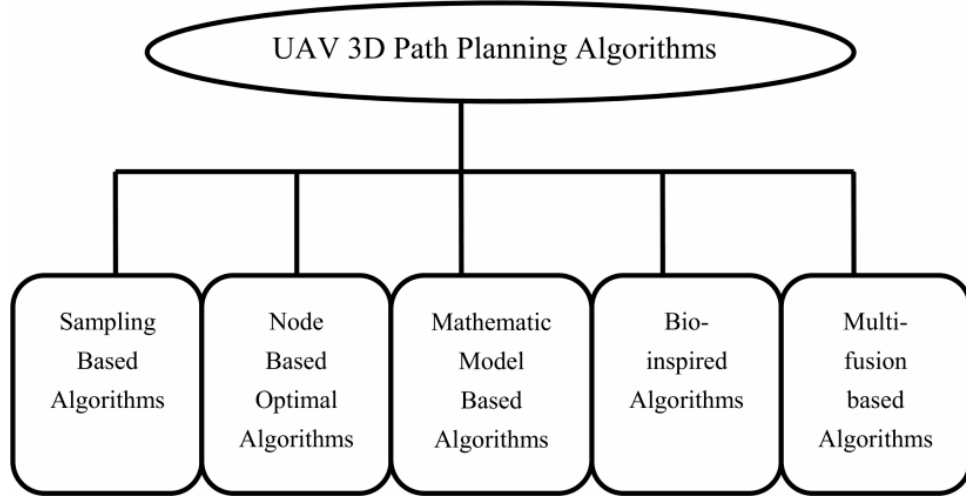 UAV 3D Path Planning Algorithms
Sampling
Based
Algorithms
Node
Based
Optimal
Algorithms
Mathematic
Model
Based
Algorithms
Bio-
inspired
Algorithms
Multi-
fusion
based
Algorithms